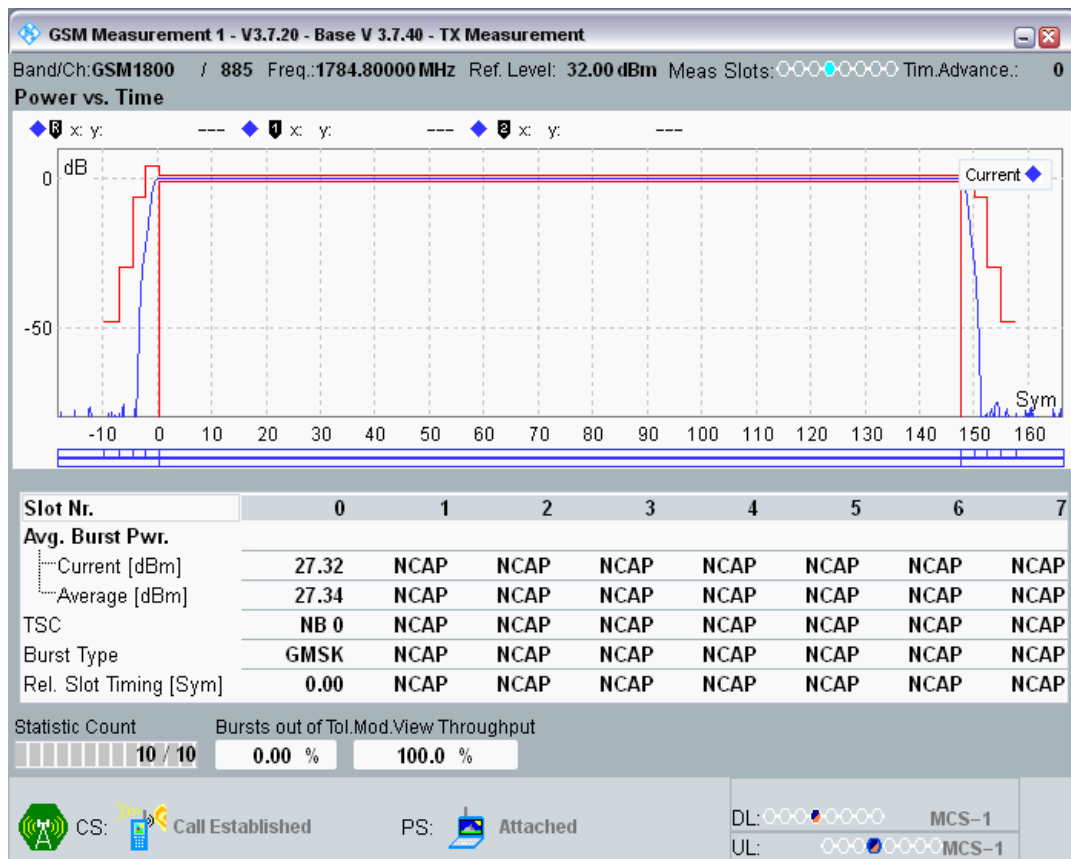 GSM Measurement 1 - V3.7.20 - Base V 3.7.40 - TX Measurement
Band/Ch:GSM1800 / 885 Freq.:1784.80000 MHz Ref. Level: 32.00 dBm Meas Slots: Tim.Advance.: 0
Power vs. Time
R x: y: --- 1 x: y: --- 2 x: y: ---
dB
0
Current
-50
Sym
-10 0 10 20 30 40 50 60 70 80 90 100 110 120 130 140 150 160
Slot Nr. 0 1 2 3 4 5 6 7
Avg. Burst Pwr.
Current [dBm] 27.32 NCAP NCAP NCAP NCAP NCAP NCAP NCAP
Average [dBm] 27.34 NCAP NCAP NCAP NCAP NCAP NCAP NCAP
TSC NB 0 NCAP NCAP NCAP NCAP NCAP NCAP NCAP
Burst Type GMSK NCAP NCAP NCAP NCAP NCAP NCAP NCAP
Rel. Slot Timing [Sym] 0.00 NCAP NCAP NCAP NCAP NCAP NCAP NCAP
Statistic Count Bursts out of Tol.Mod.View Throughput
10 / 10 0.00 % 100.0 %
CS: Call Established PS: Attached
DL: MCS-1
UL: MCS-1